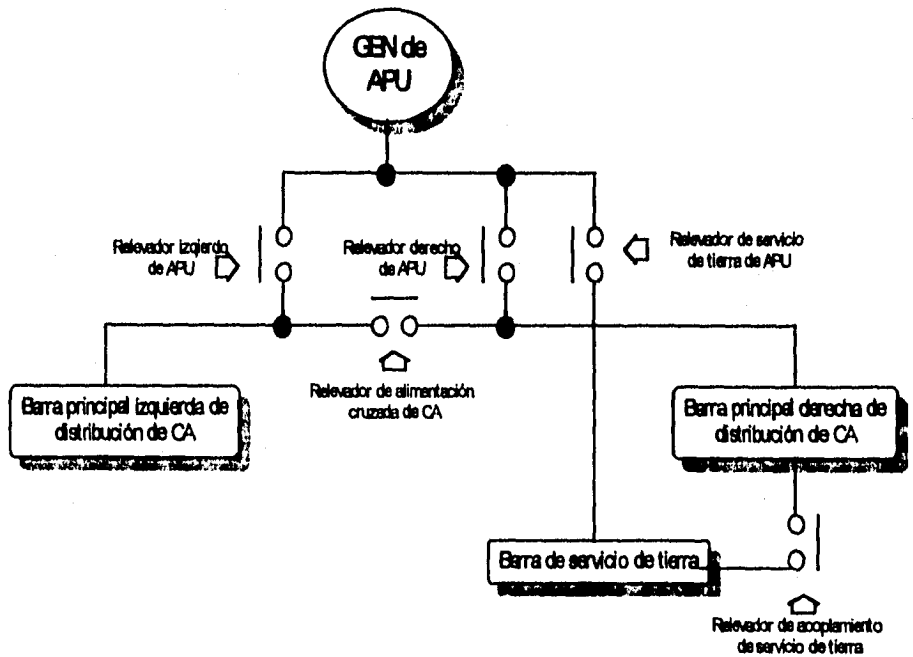 GEN de
APU
Relevador izqierdo
de APU
Relevador derecho
de APU
Relevador de servicio
de tierra de APU
Relevador de alimentación
cruzada de CA
Barra principal izquierda de
distribución de CA
Barra principal derecha de
distribución de CA
Barra de servicio de tierra
Relevador de acoplamiento
de servicio de tierra